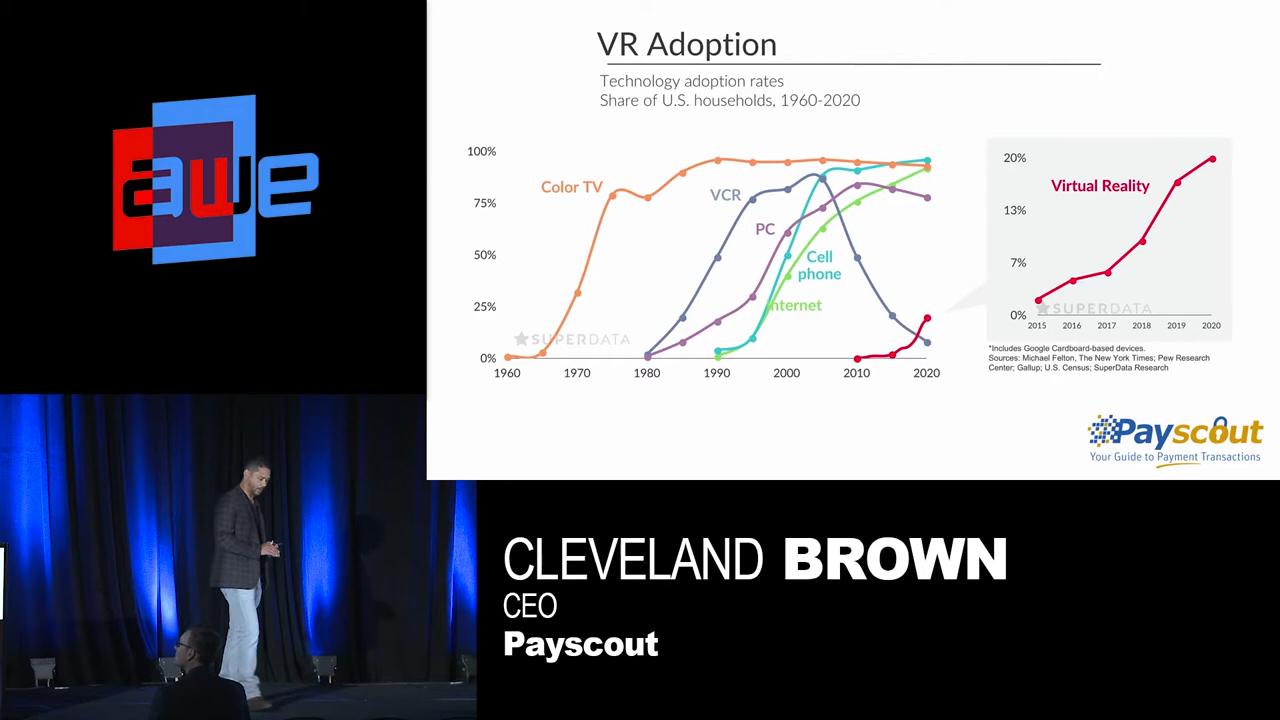 awe
VR Adoption
Technology adoption rates
Share of U.S. households, 1960-2020
100%
75%
50%
25%
0%
1960
1970
1980
1990
2000
2010
2020
Color TV
VCR
PC
Cell
phone
Internet
SUPERDATA
20%
13%
7%
0%
Virtual Reality
SUPERDATA
2015
2016
2017
2018
2019
2020
*Includes Google Cardboard-based devices.
Sources: Michael Felton, The New York Times; Pew Research
Center; Gallup; U.S. Census; SuperData Research
Payscout
Your Guide to Payment Transactions
CLEVELAND BROWN
CEO
Payscout